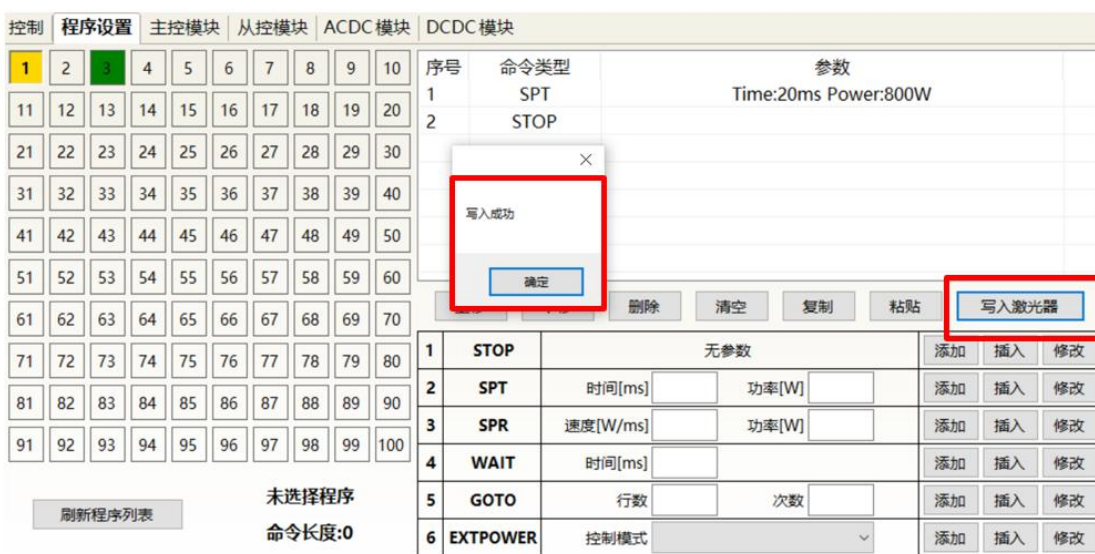 控制 程序设置 主控模块 从控模块 ACDC模块 DCDC模块
1 2 3 4 5 6 7 8 9 10
11 12 13 14 15 16 17 18 19 20
21 22 23 24 25 26 27 28 29 30
31 32 33 34 35 36 37 38 39 40
41 42 43 44 45 46 47 48 49 50
51 52 53 54 55 56 57 58 59 60
61 62 63 64 65 66 67 68 69 70
71 72 73 74 75 76 77 78 79 80
81 82 83 84 85 86 87 88 89 90
91 92 93 94 95 96 97 98 99 100
刷新程序列表
未选择程序
命令长度:0
序号 命令类型 参数
1 SPT Time:20ms Power:800W
2 STOP
写入成功
确定
删除 清空 复制 粘贴 写入激光器
1 STOP 无参数 添加 插入 修改
2 SPT 时间[ms] 功率[W] 添加 插入 修改
3 SPR 速度[W/ms] 功率[W] 添加 插入 修改
4 WAIT 时间[ms] 添加 插入 修改
5 GOTO 行数 次数 添加 插入 修改
6 EXTPOWER 控制模式 添加 插入 修改